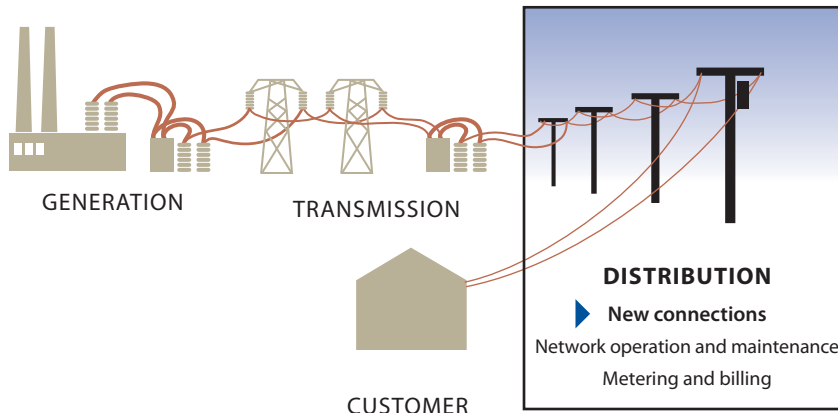 GENERATION
TRANSMISSION
DISTRIBUTION
New connections
Network operation and maintenance
Metering and billing
CUSTOMER